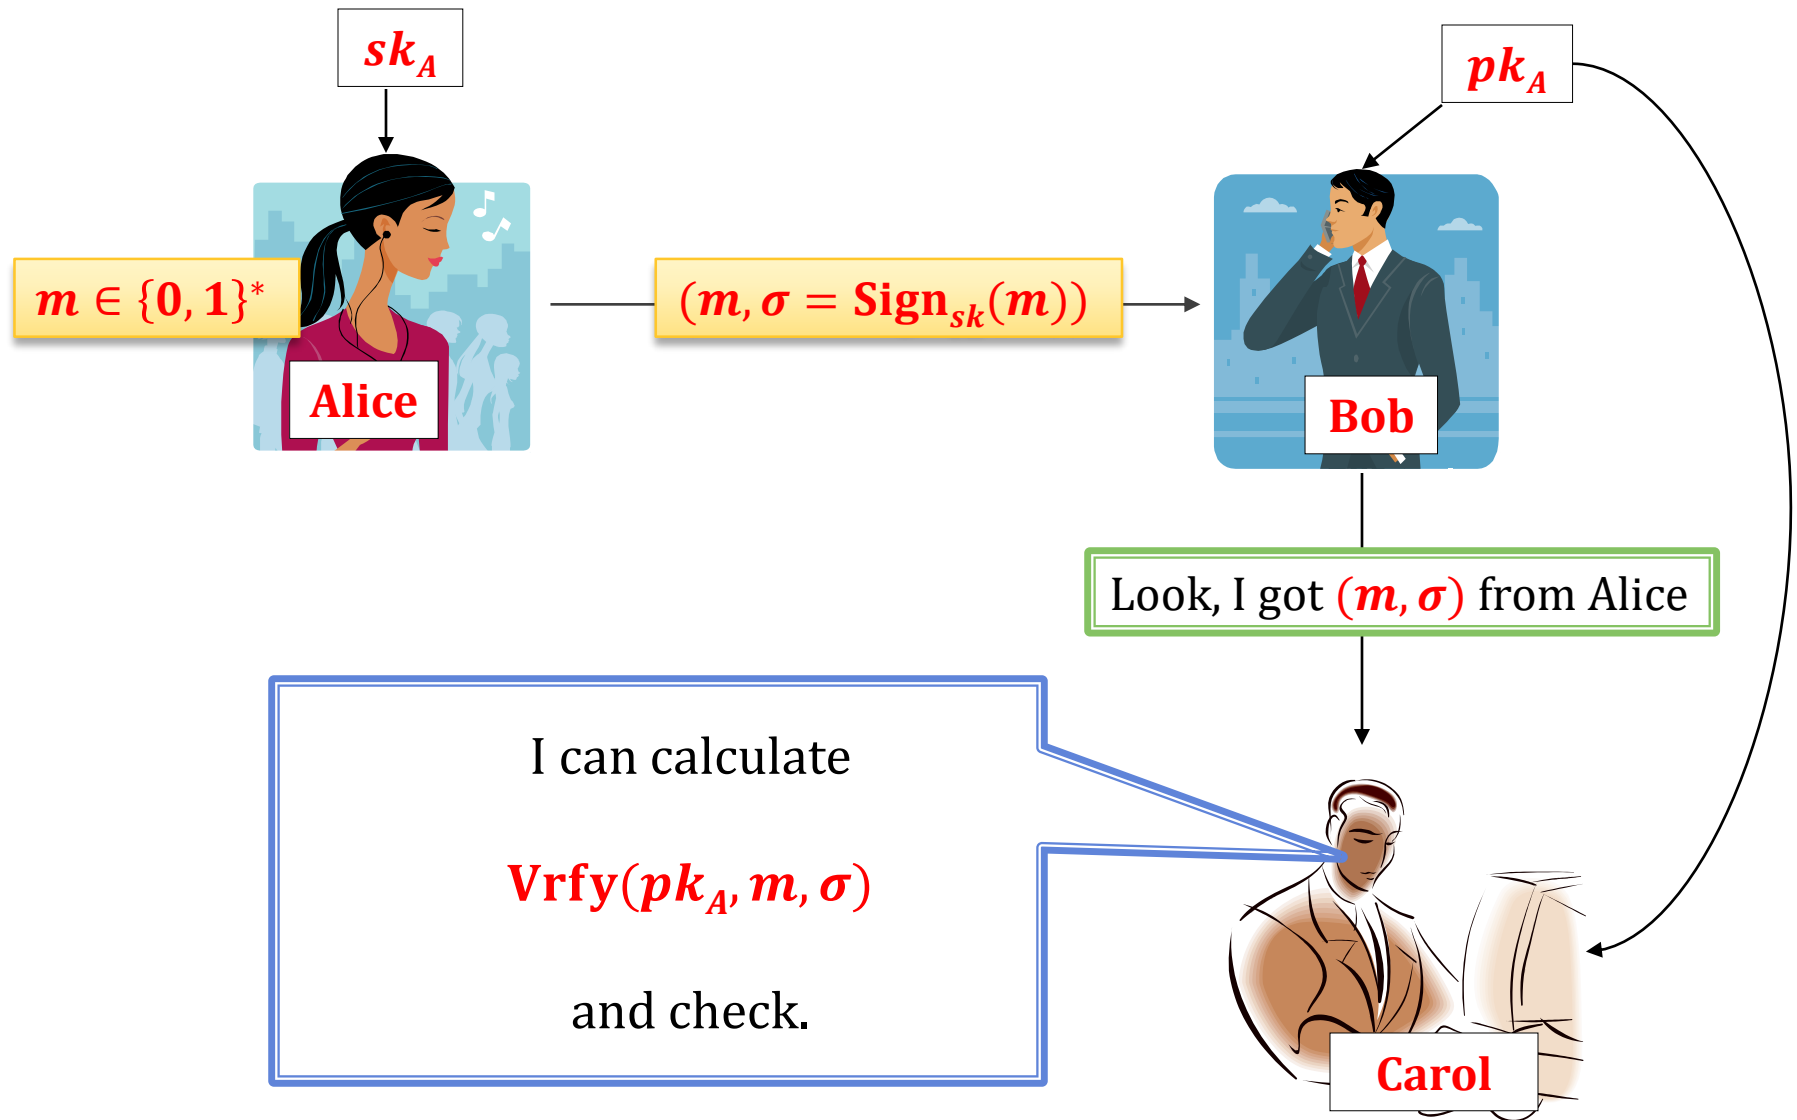 sk_A
pk_A
m ∈ {0, 1}*
(m, σ = Sign_sk(m))
Alice
Bob
Look, I got (m, σ) from Alice
I can calculate
Vrfy(pk_A, m, σ)
and check.
Carol